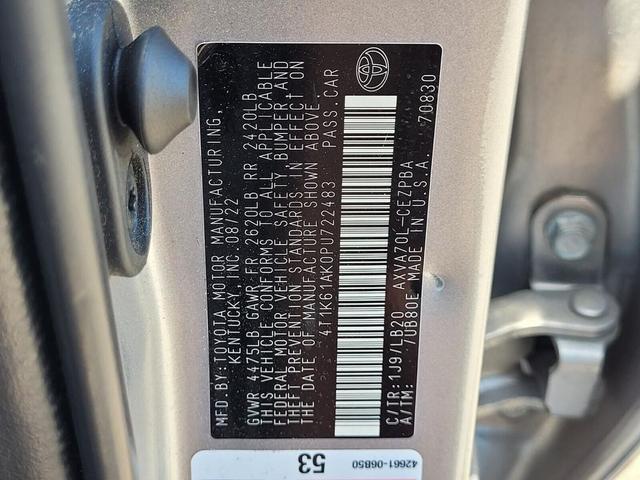 MFD.BY:TOYOTA MOTOR MANUFACTURING,
KENTUCKY, INC. 08/22
GVWR 4475LB GAWR FR 2620LB RR 2420LB
THIS VEHICLE CONFORMS TO ALL APPLICABLE
FEDERAL MOTOR VEHICLE SAFETY, BUMPER AND
THEFT PREVENTION STANDARDS IN EFFECT ON
THE DATE OF MANUFACTURE SHOWN ABOVE.
4T1K61AK0PU722483 PASS.CAR
C/TR:1J9/LB20 AXVA70L-CEZPBA
A/TM: /UB80E MADE IN U.S.A. 70830
53
42661-06B50